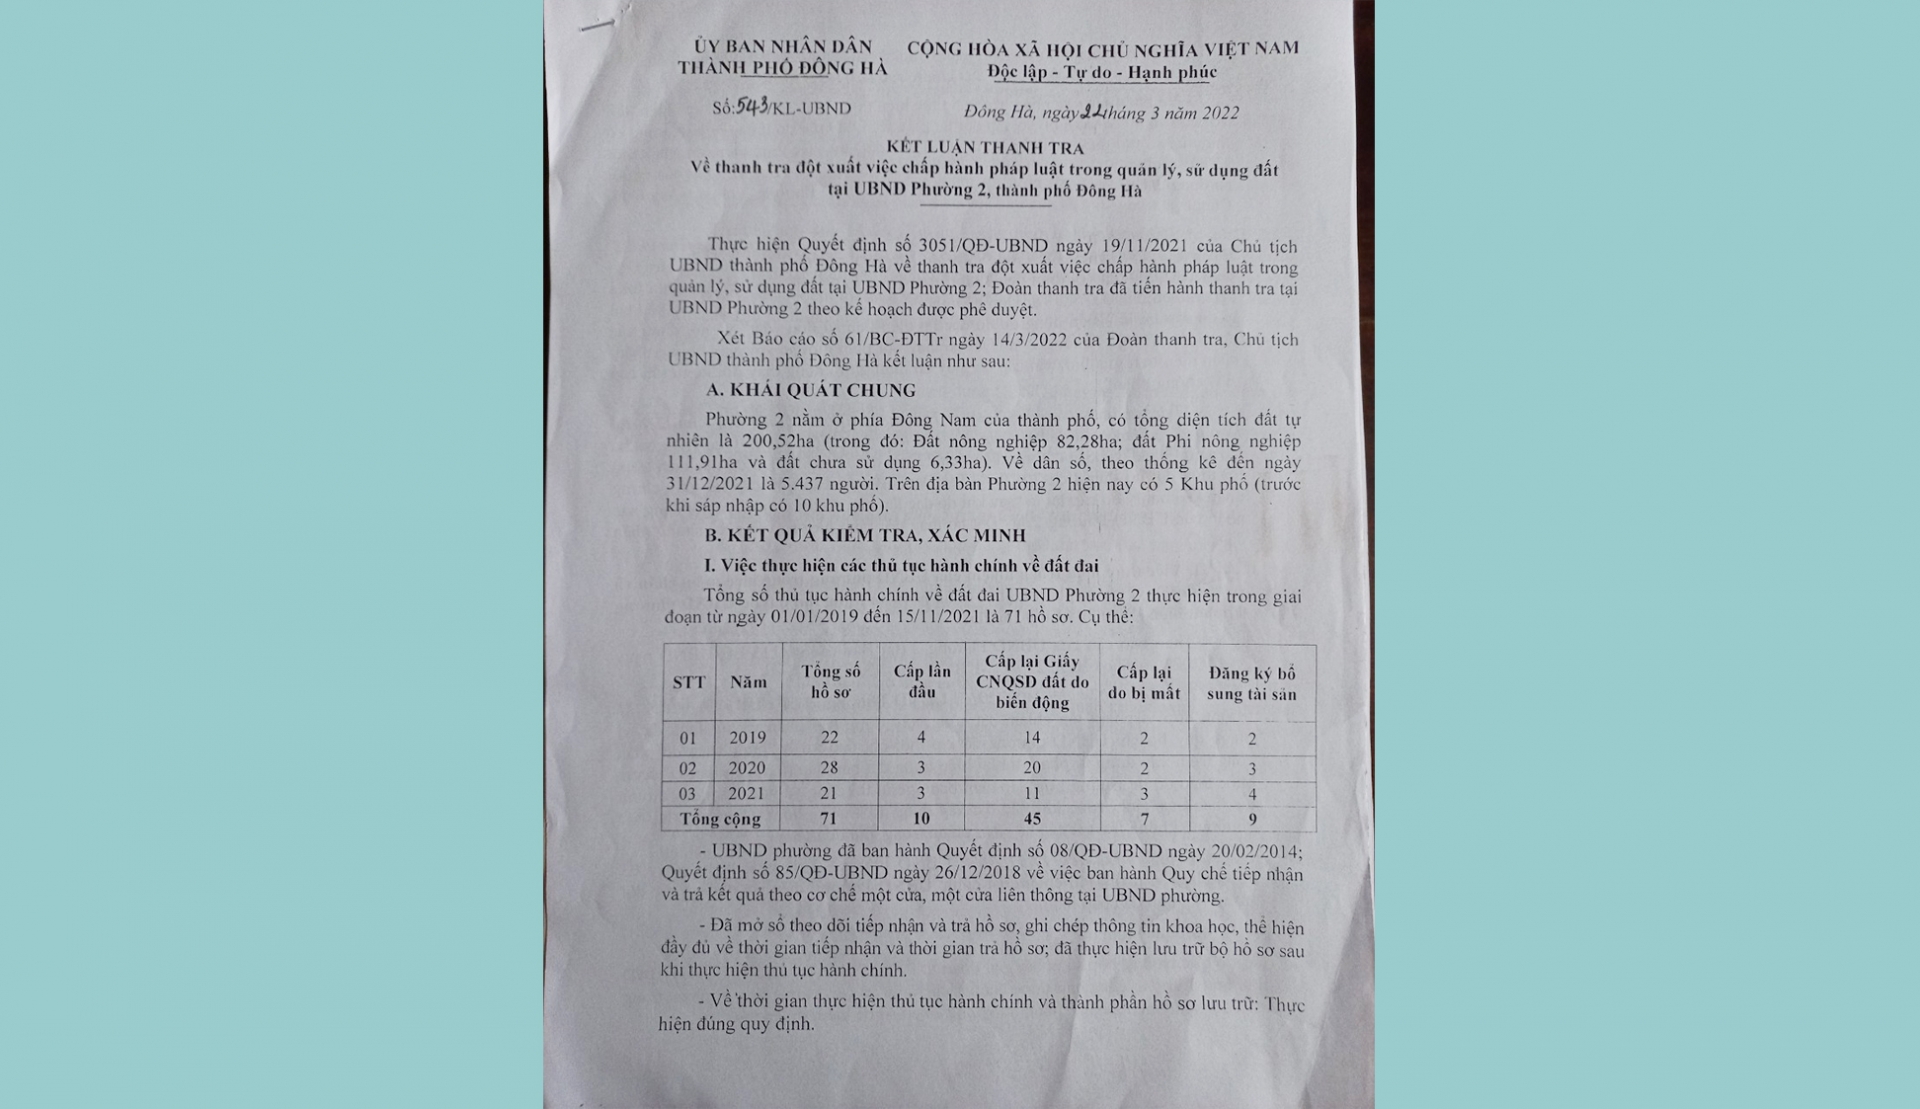 ỦY BAN NHÂN DÂN
THÀNH PHỐ ĐÔNG HÀ
CỘNG HÒA XÃ HỘI CHỦ NGHĨA VIỆT NAM
Độc lập - Tự do - Hạnh phúc
Số:543/KL-UBND
Đông Hà, ngày 22 tháng 3 năm 2022
KẾT LUẬN THANH TRA
Về thanh tra đột xuất việc chấp hành pháp luật trong quản lý, sử dụng đất
tại UBND Phường 2, thành phố Đông Hà
Thực hiện Quyết định số 3051/QĐ-UBND ngày 19/11/2021 của Chủ tịch
UBND thành phố Đông Hà về thanh tra đột xuất việc chấp hành pháp luật trong
quản lý, sử dụng đất tại UBND Phường 2; Đoàn thanh tra đã tiến hành thanh tra tại
UBND Phường 2 theo kế hoạch được phê duyệt.
Xét Báo cáo số 61/BC-ĐTTr ngày 14/3/2022 của Đoàn thanh tra, Chủ tịch
UBND thành phố Đông Hà kết luận như sau:
A. KHÁI QUÁT CHUNG
Phường 2 nằm ở phía Đông Nam của thành phố, có tổng diện tích đất tự
nhiên là 200,52ha (trong đó: Đất nông nghiệp 82,28ha; đất Phi nông nghiệp
111,91ha và đất chưa sử dụng 6,33ha). Về dân số, theo thống kê đến ngày
31/12/2021 là 5.437 người. Trên địa bàn Phường 2 hiện nay có 5 Khu phố (trước
khi sáp nhập có 10 khu phố).
B. KẾT QUẢ KIỂM TRA, XÁC MINH
I. Việc thực hiện các thủ tục hành chính về đất đai
Tổng số thủ tục hành chính về đất đai UBND Phường 2 thực hiện trong giai
đoạn từ ngày 01/01/2019 đến 15/11/2021 là 71 hồ sơ. Cụ thể:
STT Năm Tổng số hồ sơ Cấp lần đầu Cấp lại Giấy CNQSD đất do biến động Cấp lại do bị mất Đăng ký bổ sung tài sản
01 2019 22 4 14 2 2
02 2020 28 3 20 2 3
03 2021 21 3 11 3 4
Tổng cộng 71 10 45 7 9
- UBND phường đã ban hành Quyết định số 08/QĐ-UBND ngày 20/02/2014;
Quyết định số 85/QĐ-UBND ngày 26/12/2018 về việc ban hành Quy chế tiếp nhận
và trả kết quả theo cơ chế một cửa, một cửa liên thông tại UBND phường.
- Đã mở sổ theo dõi tiếp nhận và trả hồ sơ, ghi chép thông tin khoa học, thể hiện
đầy đủ về thời gian tiếp nhận và thời gian trả hồ sơ; đã thực hiện lưu trữ bộ hồ sơ sau
khi thực hiện thủ tục hành chính.
- Về thời gian thực hiện thủ tục hành chính và thành phần hồ sơ lưu trữ: Thực
hiện đúng quy định.